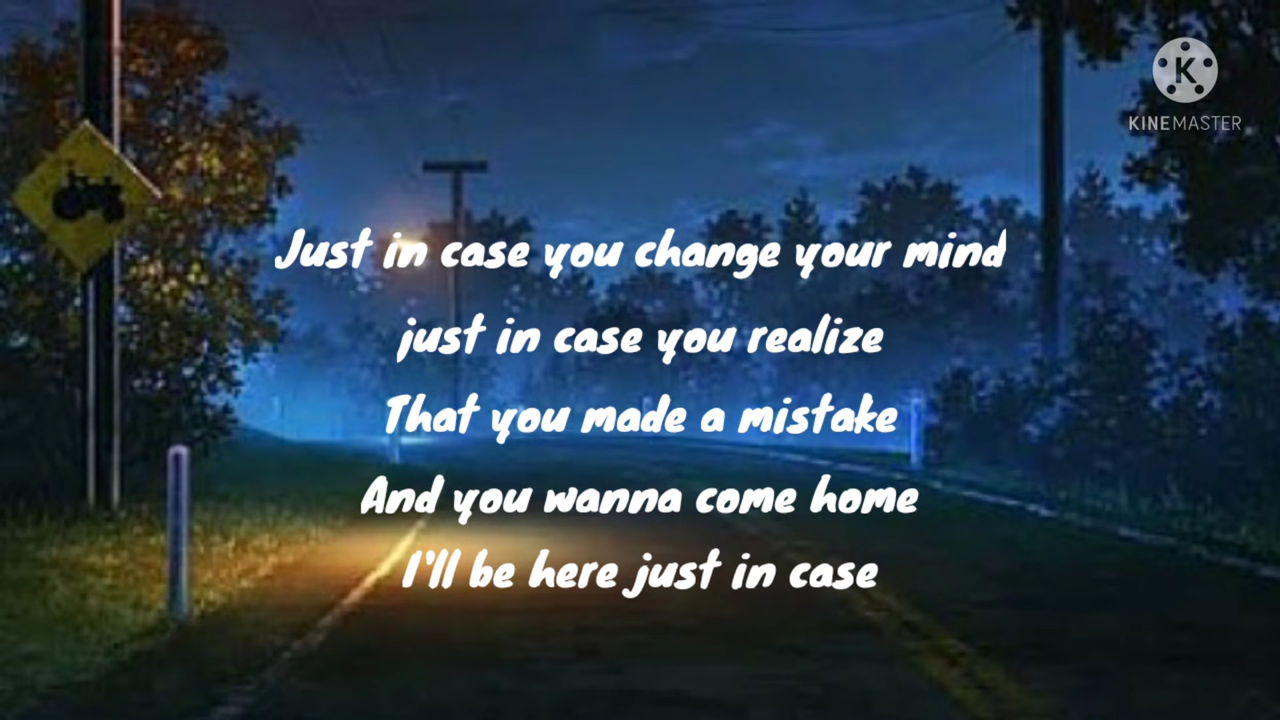 KINEMASTER
Just in case you change your mind
just in case you realize
That you made a mistake
And you wanna come home
I'll be here just in case